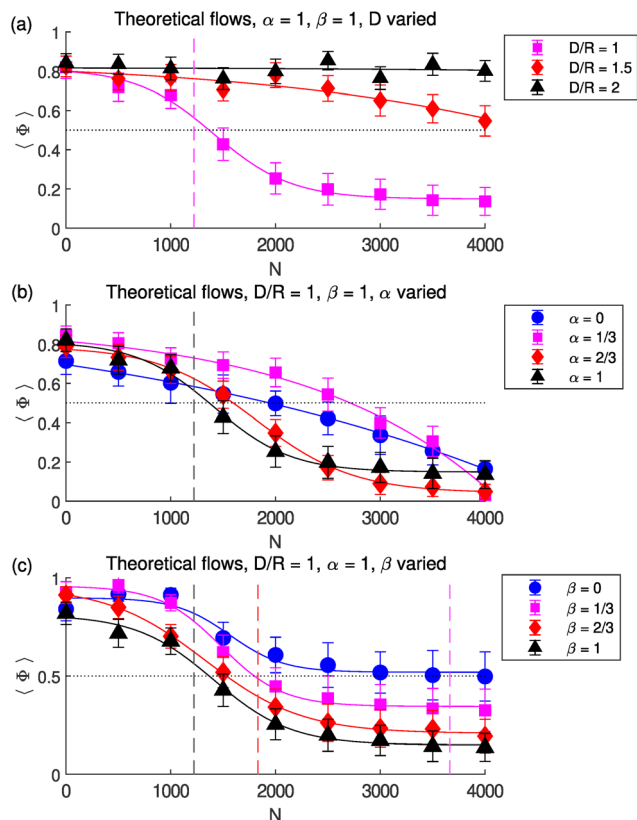 (a)
Theoretical flows, α = 1, β = 1, D varied
1
0.8
0.6
0.4
0.2
0
⟨Φ⟩
0
1000
2000
3000
4000
N
D/R = 1
D/R = 1.5
D/R = 2
(b)
Theoretical flows, D/R = 1, β = 1, α varied
1
0.8
0.6
0.4
0.2
0
⟨Φ⟩
0
1000
2000
3000
4000
N
α = 0
α = 1/3
α = 2/3
α = 1
(c)
Theoretical flows, D/R = 1, α = 1, β varied
1
0.5
0
⟨Φ⟩
0
1000
2000
3000
4000
N
β = 0
β = 1/3
β = 2/3
β = 1